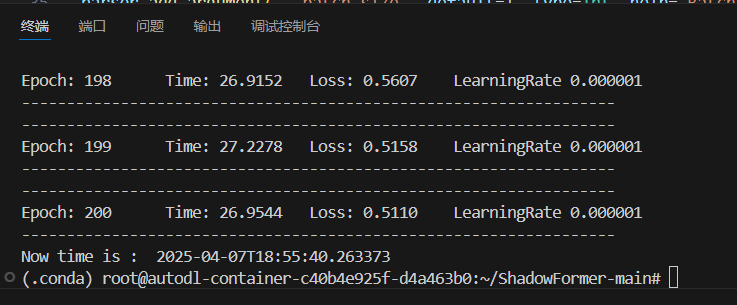 终端 端口 问题 输出 调试控制台
Epoch: 198 Time: 26.9152 Loss: 0.5607 LearningRate 0.000001
------------------------------------------------------------------
------------------------------------------------------------------
Epoch: 199 Time: 27.2278 Loss: 0.5158 LearningRate 0.000001
------------------------------------------------------------------
------------------------------------------------------------------
Epoch: 200 Time: 26.9544 Loss: 0.5110 LearningRate 0.000001
------------------------------------------------------------------
Now time is : 2025-04-07T18:55:40.263373
(.conda) root@autodl-container-c40b4e925f-d4a463b0:~/ShadowFormer-main#